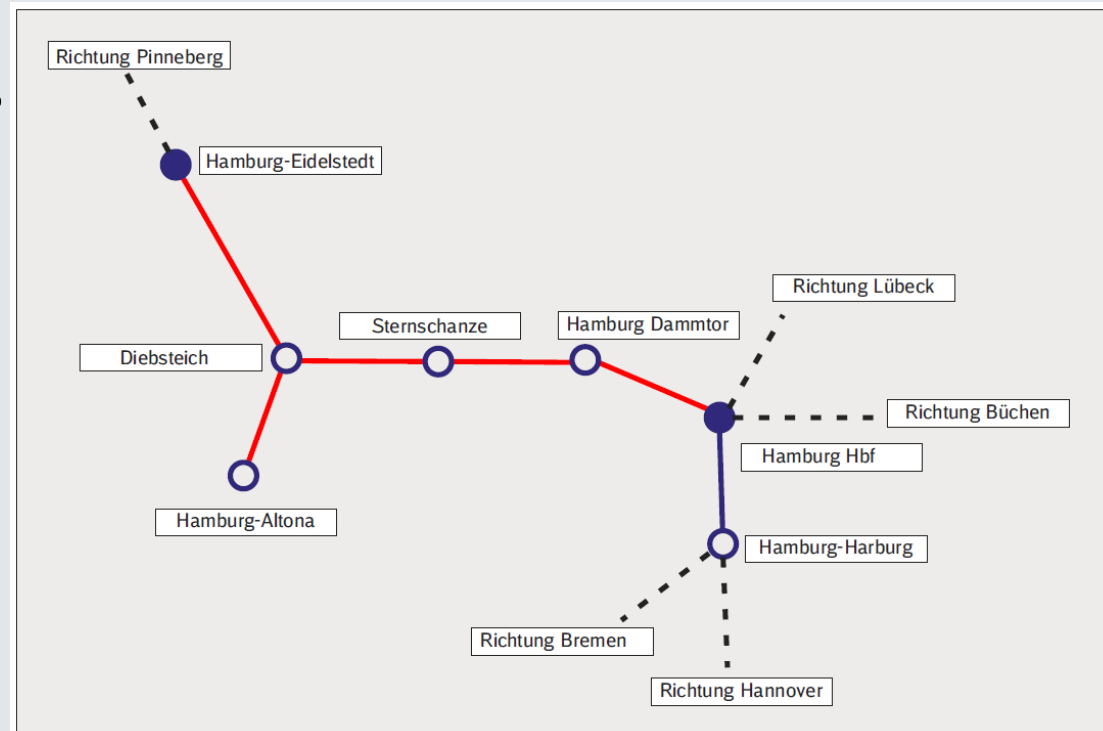 Richtung Pinneberg
Hamburg-Eidelstedt
Richtung Lübeck
Sternschanze
Hamburg Dammtor
Diebsteich
Richtung Büchen
Hamburg Hbf
Hamburg-Altona
Hamburg-Harburg
Richtung Bremen
Richtung Hannover